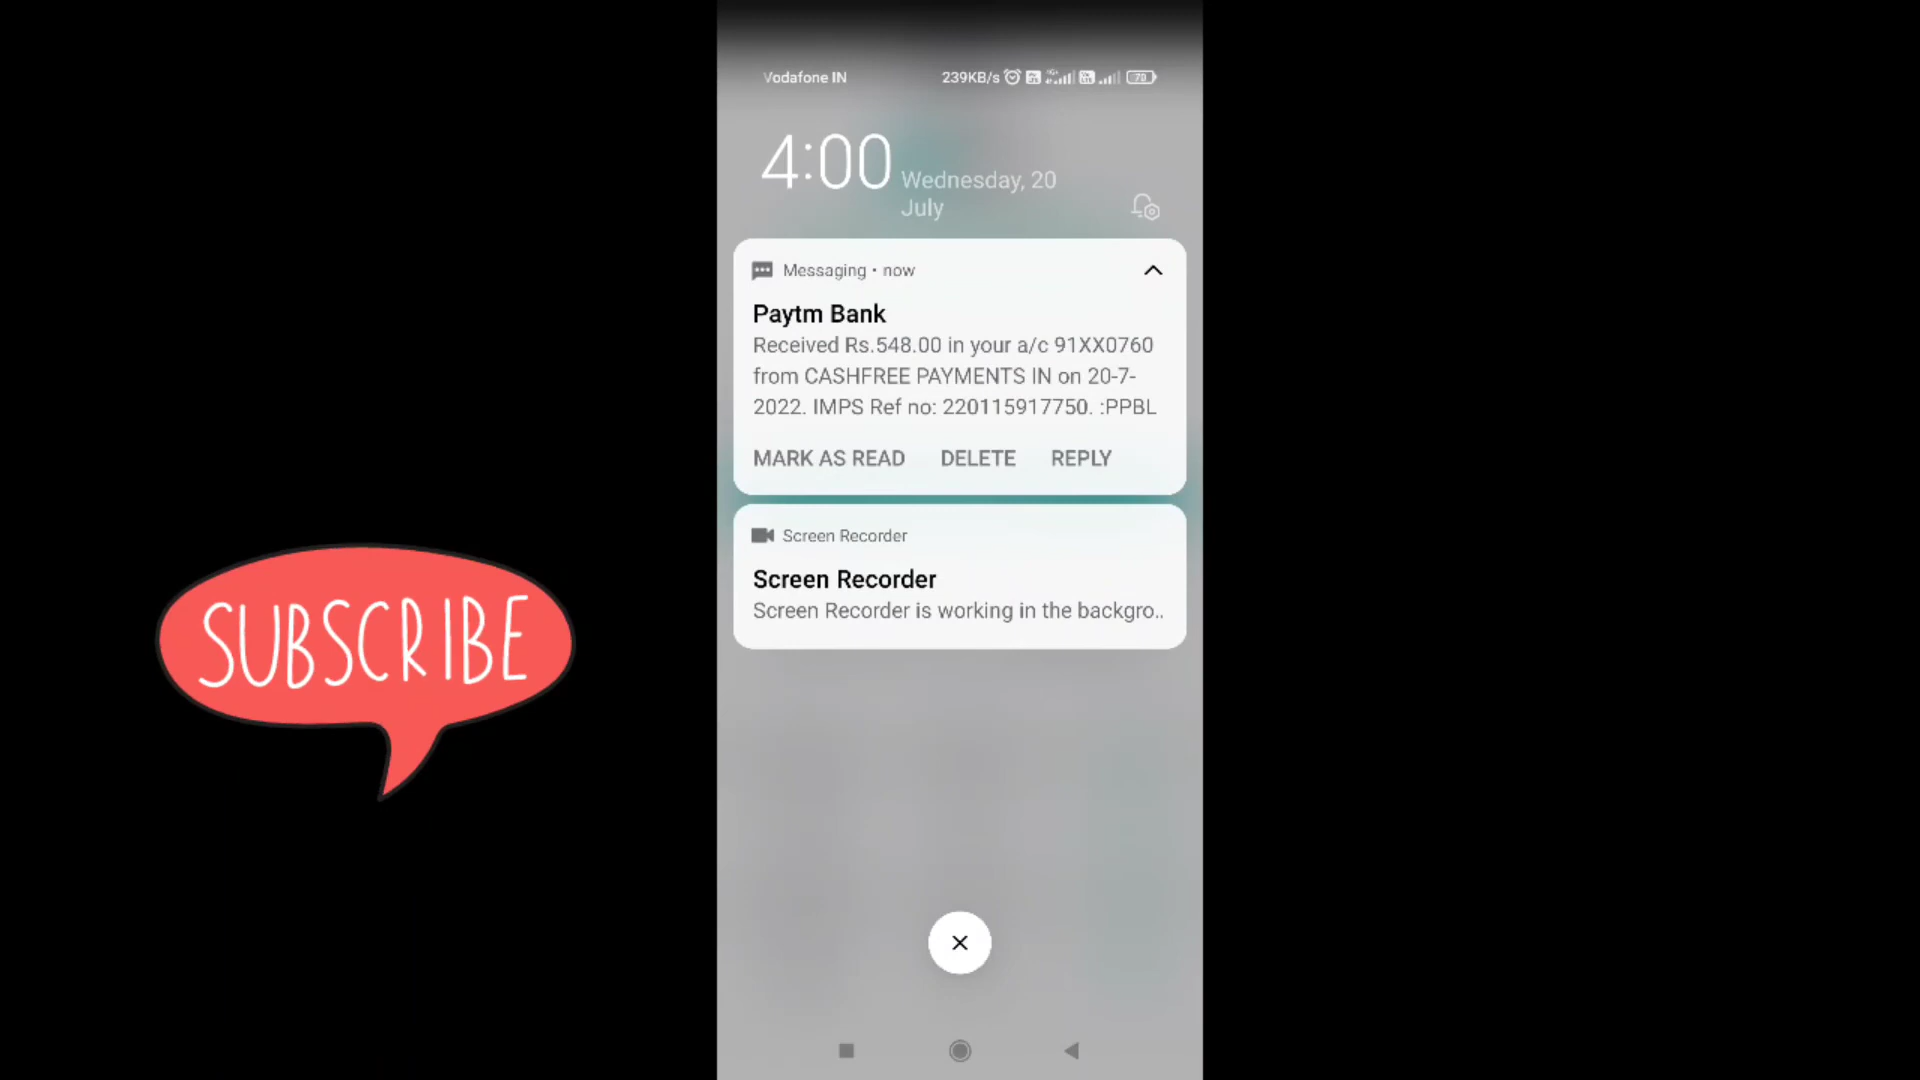 Vodafone IN
239KB/s
70
4:00
Wednesday, 20
July
Messaging • now
Paytm Bank
Received Rs.548.00 in your a/c 91XX0760
from CASHFREE PAYMENTS IN on 20-7-
2022. IMPS Ref no: 220115917750. :PPBL
MARK AS READ DELETE REPLY
Screen Recorder
Screen Recorder
Screen Recorder is working in the backgro..
SUBSCRIBE